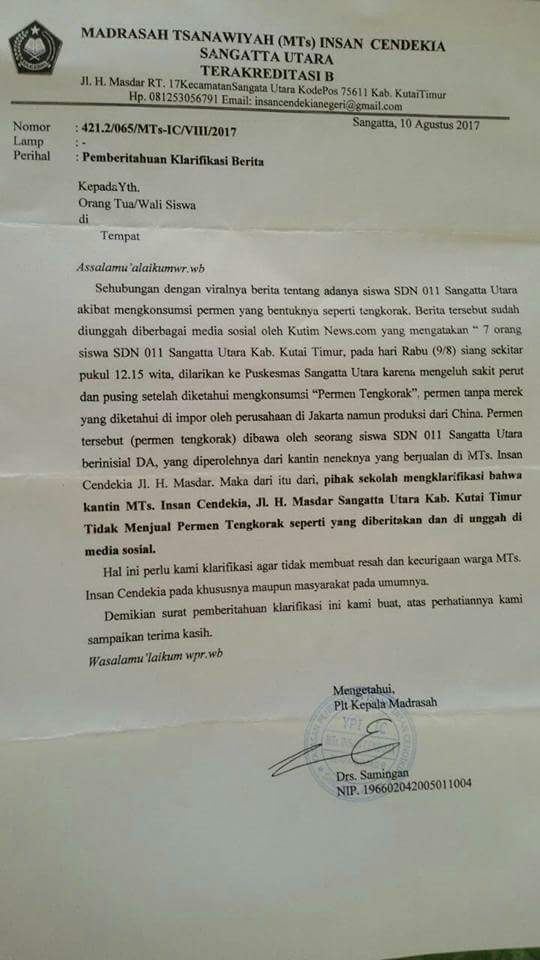 MADRASAH TSANAWIYAH (MTs) INSAN CENDEKIA
SANGATTA UTARA
TERAKREDITASI B
Jl. H. Masdar RT. 17KecamatanSangata Utara KodePos 75611 Kab. KutaiTimur
Hp. 081253056791 Email: insancendekianegeri@gmail.com
Sangatta, 10 Agustus 2017
Nomor : 421.2/065/MTs-IC/VIII/2017
Lamp : -
Perihal : Pemberitahuan Klarifikasi Berita
KepadaYth.
Orang Tua/Wali Siswa
di
Tempat
Assalamu'alaikumwr.wb
Sehubungan dengan viralnya berita tentang adanya siswa SDN 011 Sangatta Utara
akibat mengkonsumsi permen yang bentuknya seperti tengkorak. Berita tersebut sudah
diunggah diberbagai media sosial oleh Kutim News.com yang mengatakan “ 7 orang
siswa SDN 011 Sangatta Utara Kab. Kutai Timur, pada hari Rabu (9/8) siang sekitar
pukul 12.15 wita, dilarikan ke Puskesmas Sangatta Utara karena mengeluh sakit perut
dan pusing setelah diketahui mengkonsumsi “Permen Tengkorak”, permen tanpa merek
yang diketahui di impor oleh perusahaan di Jakarta namun produksi dari China. Permen
tersebut (permen tengkorak) dibawa oleh seorang siswa SDN 011 Sangatta Utara
berinisial DA, yang diperolehnya dari kantin neneknya yang berjualan di MTs. Insan
Cendekia Jl. H. Masdar. Maka dari itu dari, pihak sekolah mengklarifikasi bahwa
kantin MTs. Insan Cendekia, Jl. H. Masdar Sangatta Utara Kab. Kutai Timur
Tidak Menjual Permen Tengkorak seperti yang diberitakan dan di unggah di
media sosial.
Hal ini perlu kami klarifikasi agar tidak membuat resah dan kecurigaan warga MTs.
Insan Cendekia pada khususnya maupun masyarakat pada umumnya.
Demikian surat pemberitahuan klarifikasi ini kami buat, atas perhatiannya kami
sampaikan terima kasih.
Wasalamu'laikum wpr.wb
Mengetahui,
Plt Kepala Madrasah
YPI IC
Drs. Samingan
NIP. 196602042005011004